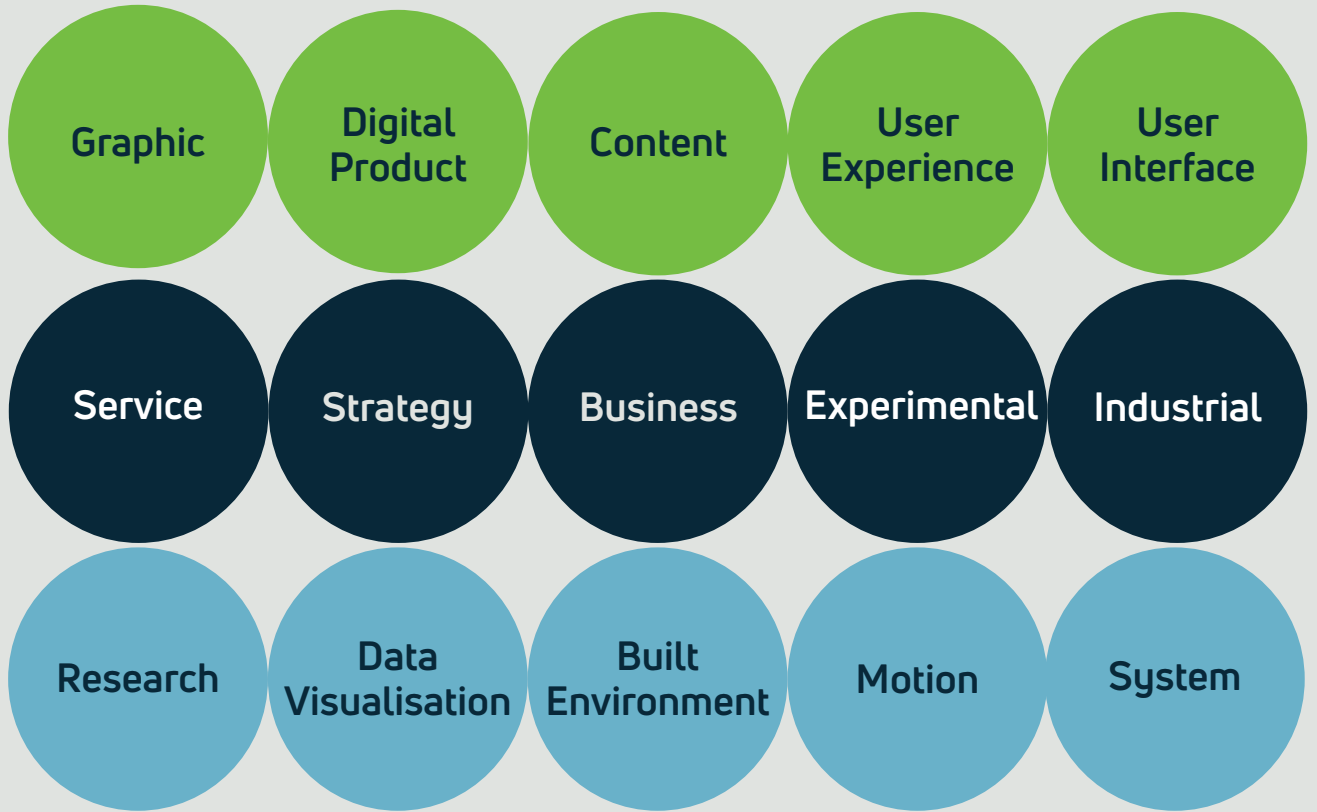 Graphic
Digital
Product
Content
User
Experience
User
Interface
Service
Strategy
Business
Experimental
Industrial
Research
Data
Visualisation
Built
Environment
Motion
System